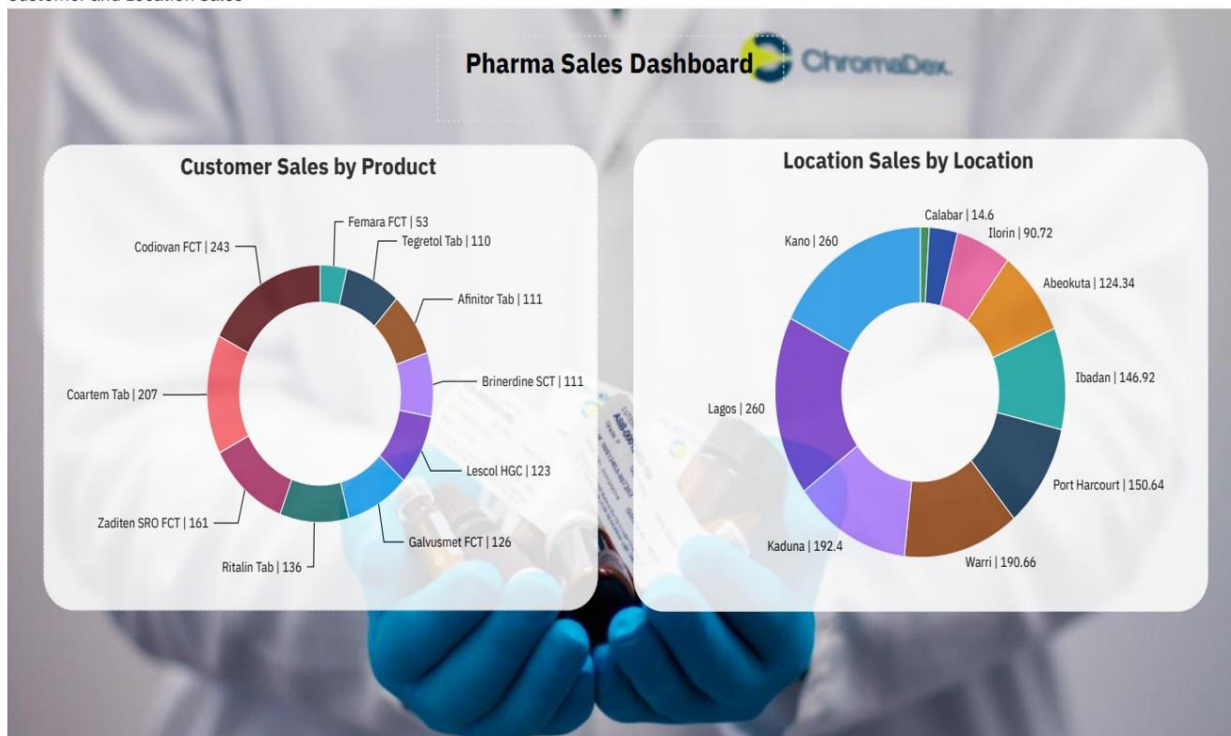 Customer and Location Sales
Pharma Sales Dashboard
ChromaDex.
Customer Sales by Product
Femara FCT | 53
Tegretol Tab | 110
Afinitor Tab | 111
Brinerdine SCT | 111
Lescol HGC | 123
Galvusmet FCT | 126
Ritalin Tab | 136
Zaditen SRO FCT | 161
Coartem Tab | 207
Codiovan FCT | 243
Location Sales by Location
Calabar | 14.6
Ilorin | 90.72
Abeokuta | 124.34
Ibadan | 146.92
Port Harcourt | 150.64
Warri | 190.66
Kaduna | 192.4
Lagos | 260
Kano | 260